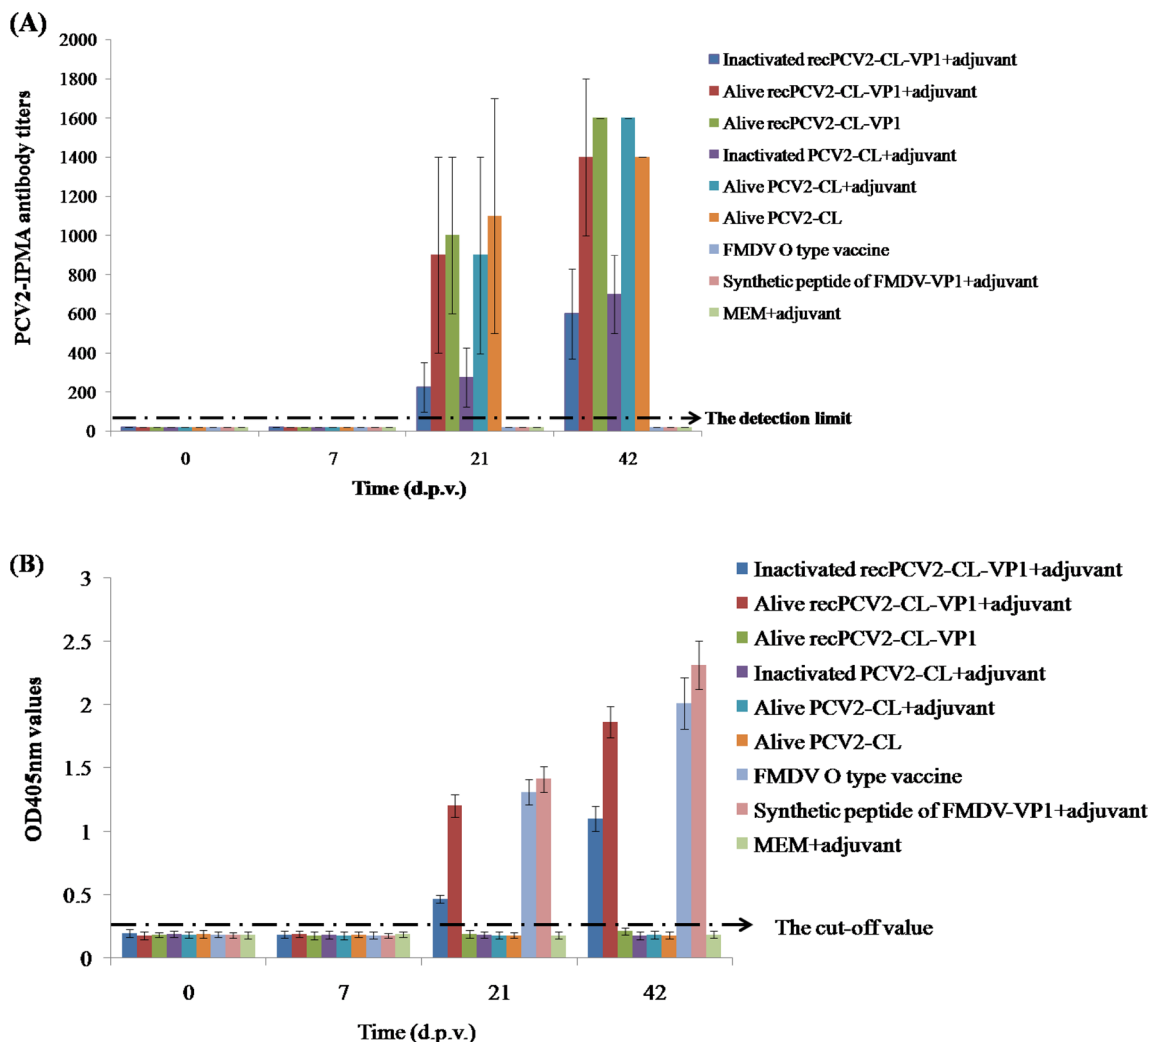 (A)
PCV2-IPMA antibody titers
2000
1800
1600
1400
1200
1000
800
600
400
200
0
0 7 21 42
Time (d.p.v.)
The detection limit
Inactivated recPCV2-CL-VP1+adjuvant
Alive recPCV2-CL-VP1+adjuvant
Alive recPCV2-CL-VP1
Inactivated PCV2-CL+adjuvant
Alive PCV2-CL+adjuvant
Alive PCV2-CL
FMDV O type vaccine
Synthetic peptide of FMDV-VP1+adjuvant
MEM+adjuvant
(B)
OD405nm values
3
2.5
2
1.5
1
0.5
0
0 7 21 42
Time (d.p.v.)
The cut-off value
Inactivated recPCV2-CL-VP1+adjuvant
Alive recPCV2-CL-VP1+adjuvant
Alive recPCV2-CL-VP1
Inactivated PCV2-CL+adjuvant
Alive PCV2-CL+adjuvant
Alive PCV2-CL
FMDV O type vaccine
Synthetic peptide of FMDV-VP1+adjuvant
MEM+adjuvant